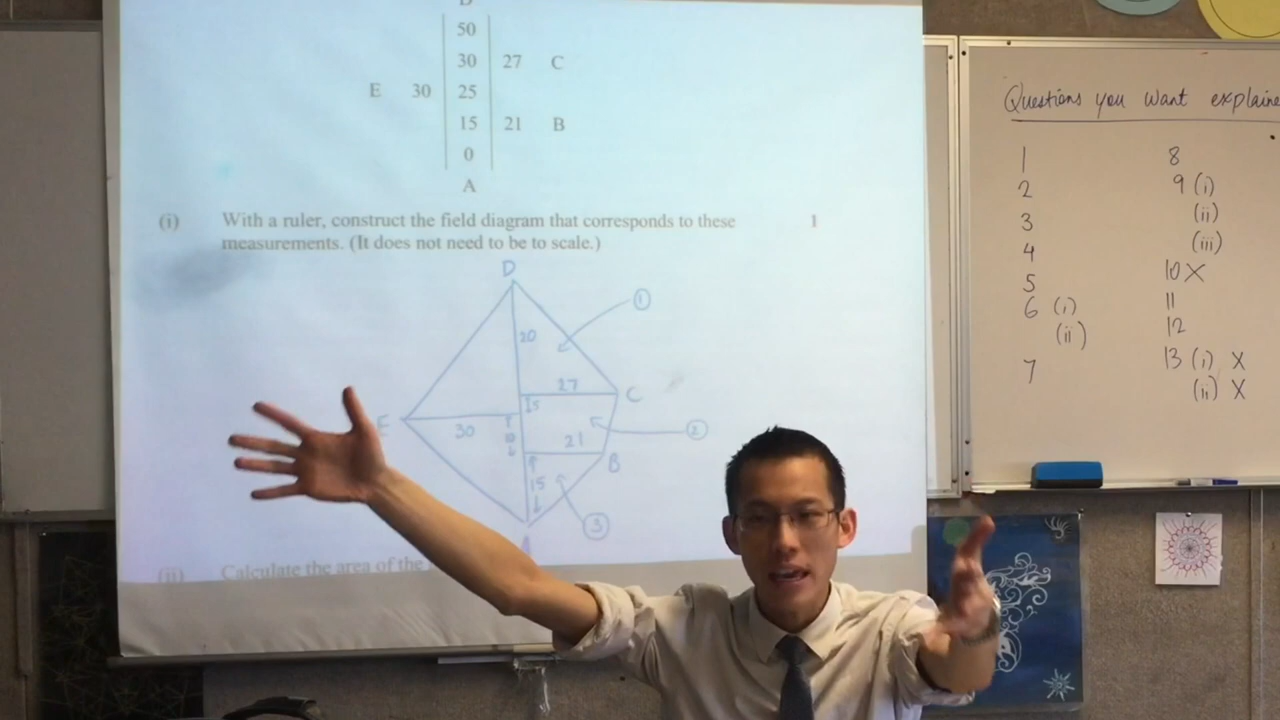 D
50
30 27 C
E 30 25
15 21 B
0
A
(i) With a ruler, construct the field diagram that corresponds to these 1
measurements. (It does not need to be to scale.)
D
1
20
27
C
15
E
30
10
21
2
B
15
3
A
(ii) Calculate the area of the
Questions you want explaine
1
2
3
4
5
6 (i)
(ii)
7
8
9 (i)
(ii)
(iii)
10 X
11
12
13 (i) X
(ii) X